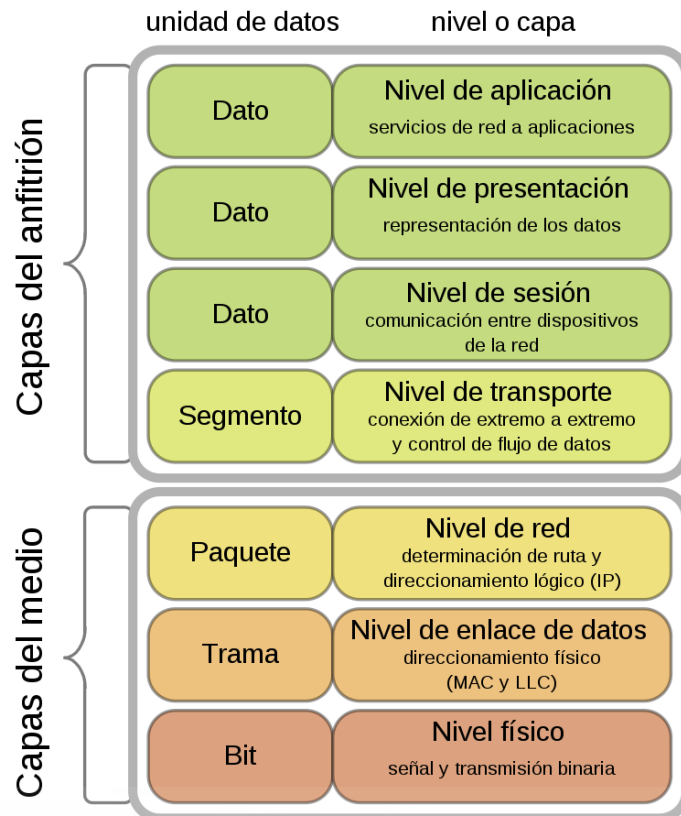 unidad de datos
nivel o capa
Capas del anfitrión
Dato
Nivel de aplicación
servicios de red a aplicaciones
Dato
Nivel de presentación
representación de los datos
Dato
Nivel de sesión
comunicación entre dispositivos
de la red
Segmento
Nivel de transporte
conexión de extremo a extremo
y control de flujo de datos
Capas del medio
Paquete
Nivel de red
determinación de ruta y
direccionamiento lógico (IP)
Trama
Nivel de enlace de datos
direccionamiento físico
(MAC y LLC)
Bit
Nivel físico
señal y transmisión binaria